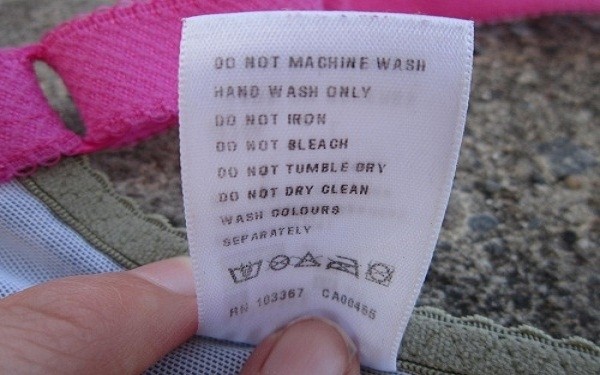 DO NOT MACHINE WASH
HAND WASH ONLY
DO NOT IRON
DO NOT BLEACH
DO NOT TUMBLE DRY
DO NOT DRY CLEAN
WASH COLOURS
SEPARATELY
RN 103367 CA00455